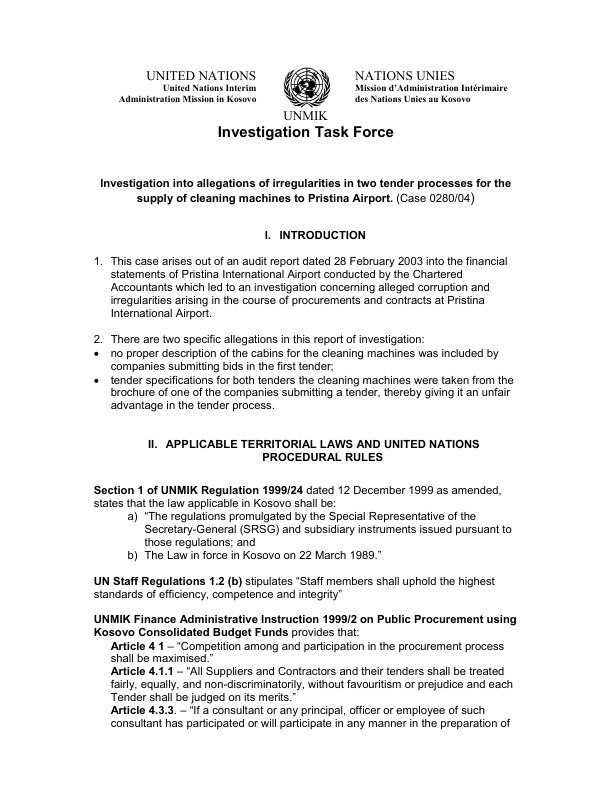 UNITED NATIONS
United Nations Interim
Administration Mission in Kosovo
NATIONS UNIES
Mission d'Administration Intérimaire
des Nations Unies au Kosovo
UNMIK
Investigation Task Force
Investigation into allegations of irregularities in two tender processes for the
supply of cleaning machines to Pristina Airport. (Case 0280/04)
I. INTRODUCTION
1. This case arises out of an audit report dated 28 February 2003 into the financial
statements of Pristina International Airport conducted by the Chartered
Accountants which led to an investigation concerning alleged corruption and
irregularities arising in the course of procurements and contracts at Pristina
International Airport.
2. There are two specific allegations in this report of investigation:
• no proper description of the cabins for the cleaning machines was included by
companies submitting bids in the first tender;
• tender specifications for both tenders the cleaning machines were taken from the
brochure of one of the companies submitting a tender, thereby giving it an unfair
advantage in the tender process.
II. APPLICABLE TERRITORIAL LAWS AND UNITED NATIONS
PROCEDURAL RULES
Section 1 of UNMIK Regulation 1999/24 dated 12 December 1999 as amended,
states that the law applicable in Kosovo shall be:
a) “The regulations promulgated by the Special Representative of the
Secretary-General (SRSG) and subsidiary instruments issued pursuant to
those regulations; and
b) The Law in force in Kosovo on 22 March 1989.”
UN Staff Regulations 1.2 (b) stipulates “Staff members shall uphold the highest
standards of efficiency, competence and integrity”
UNMIK Finance Administrative Instruction 1999/2 on Public Procurement using
Kosovo Consolidated Budget Funds provides that:
Article 4 1 – “Competition among and participation in the procurement process
shall be maximised.”
Article 4.1.1 – “All Suppliers and Contractors and their tenders shall be treated
fairly, equally, and non-discriminatorily, without favouritism or prejudice and each
Tender shall be judged on its merits.”
Article 4.3.3. – “If a consultant or any principal, officer or employee of such
consultant has participated or will participate in any manner in the preparation of